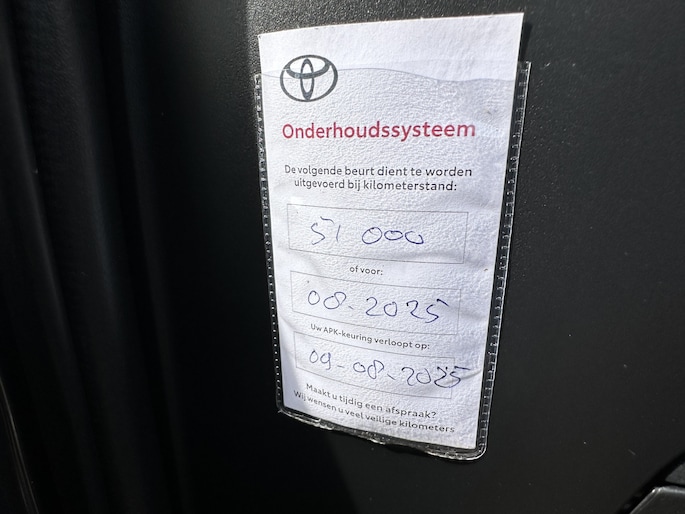 Onderhoudssysteem
De volgende beurt dient te worden
uitgevoerd bij kilometerstand:
51 000
of voor:
08-2025
Uw APK-keuring verloopt op:
09-08-2025
Maakt u tijdig een afspraak?
Wij wensen u veel veilige kilometers